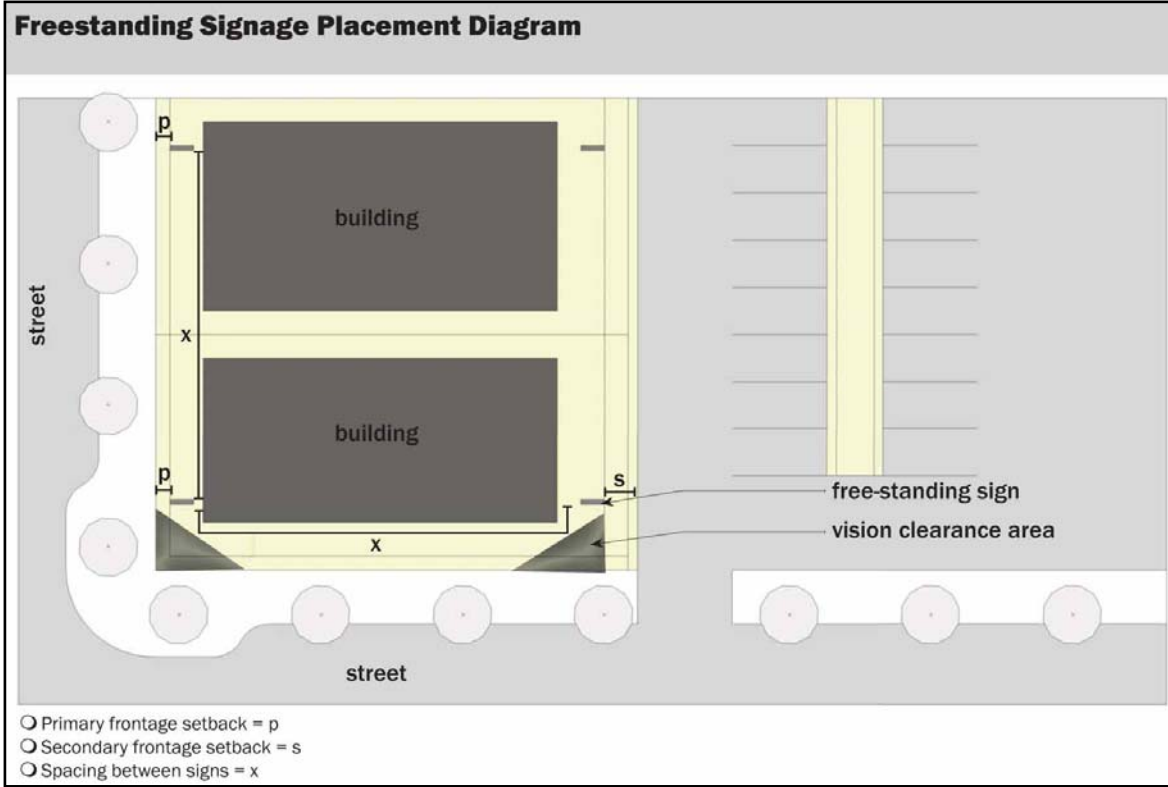 Freestanding Signage Placement Diagram
p
building
street
x
building
p
s
free-standing sign
vision clearance area
x
street
Primary frontage setback = p
Secondary frontage setback = s
Spacing between signs = x